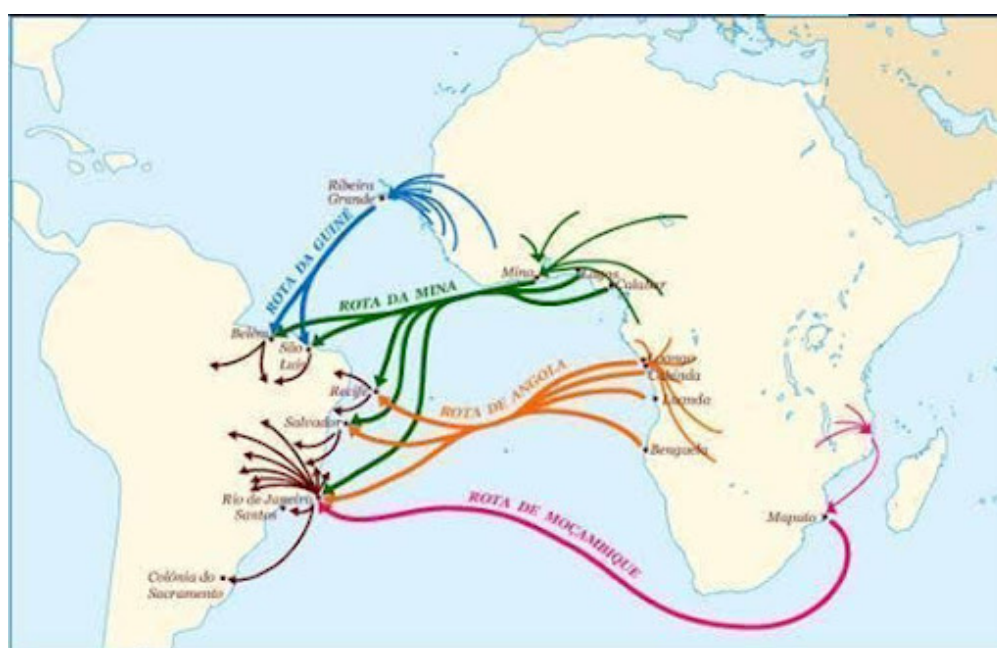 Ribeira
Grande
ROTA DA GUINÉ
Mina
Lagos
Calabar
ROTA DA MINA
Belém
São
Luís
Loango
Cabinda
Recife
ROTA DE ANGOLA
Luanda
Salvador
Benguela
Rio de Janeiro
Santos
ROTA DE MOÇAMBIQUE
Maputo
Colônia do
Sacramento